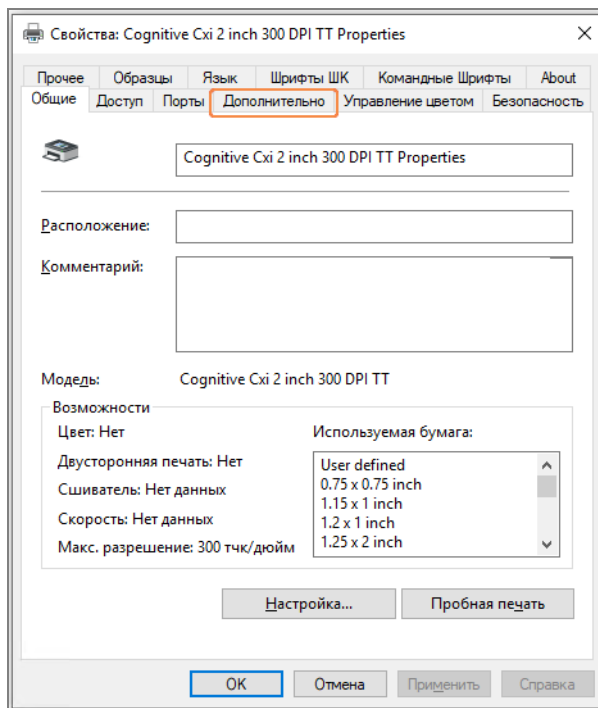 Свойства: Cognitive Cxi 2 inch 300 DPI TT Properties
Прочее Образцы Язык Шрифты ШК Командные Шрифты About
Общие Доступ Порты Дополнительно Управление цветом Безопасность
Cognitive Cxi 2 inch 300 DPI TT Properties
Расположение:
Комментарий:
Модель: Cognitive Cxi 2 inch 300 DPI TT
Возможности
Цвет: Нет
Двусторонняя печать: Нет
Сшиватель: Нет данных
Скорость: Нет данных
Макс. разрешение: 300 тчк/дюйм
Используемая бумага:
User defined
0.75 x 0.75 inch
1.15 x 1 inch
1.2 x 1 inch
1.25 x 2 inch
Настройка... Пробная печать
OK Отмена Применить Справка